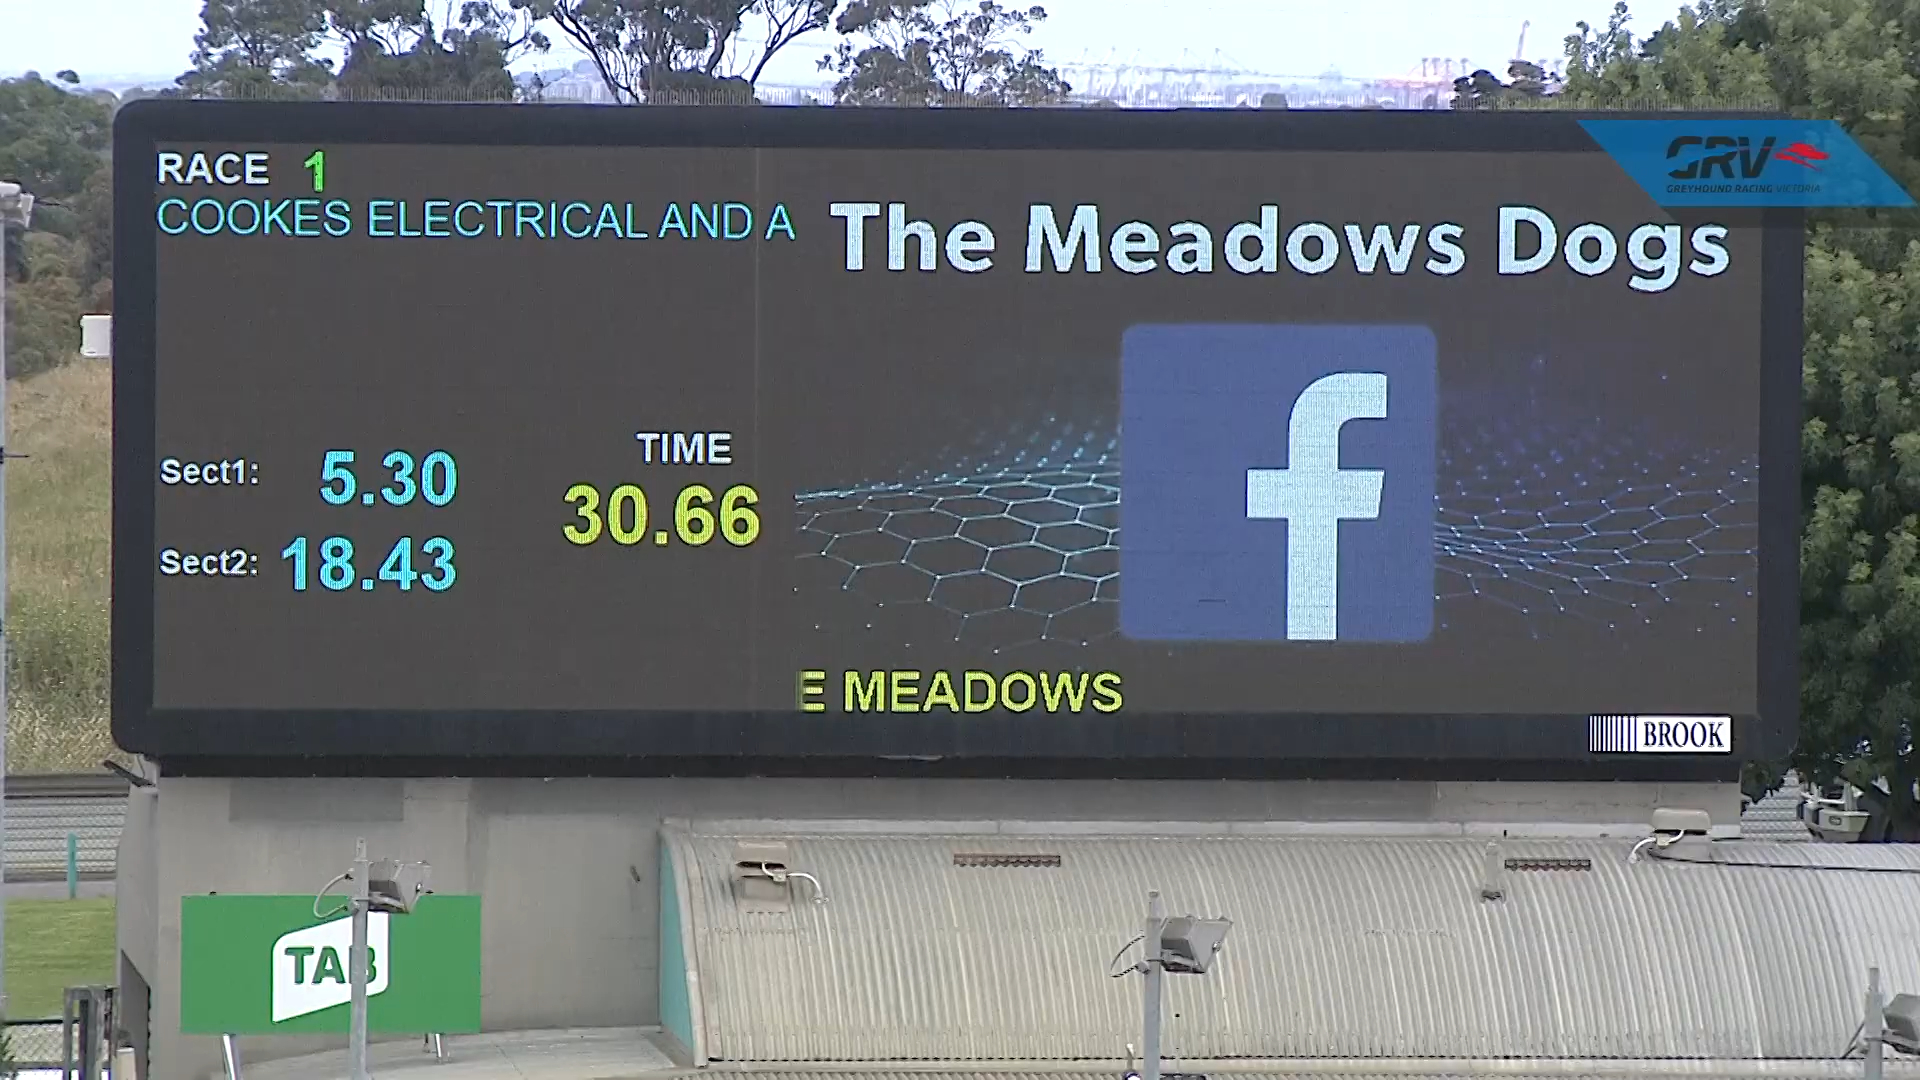 RACE 1
COOKES ELECTRICAL AND A
The Meadows Dogs
GRV
GREYHOUND RACING VICTORIA
f
Sect1: 5.30
TIME
30.66
Sect2: 18.43
E MEADOWS
BROOK
TAB